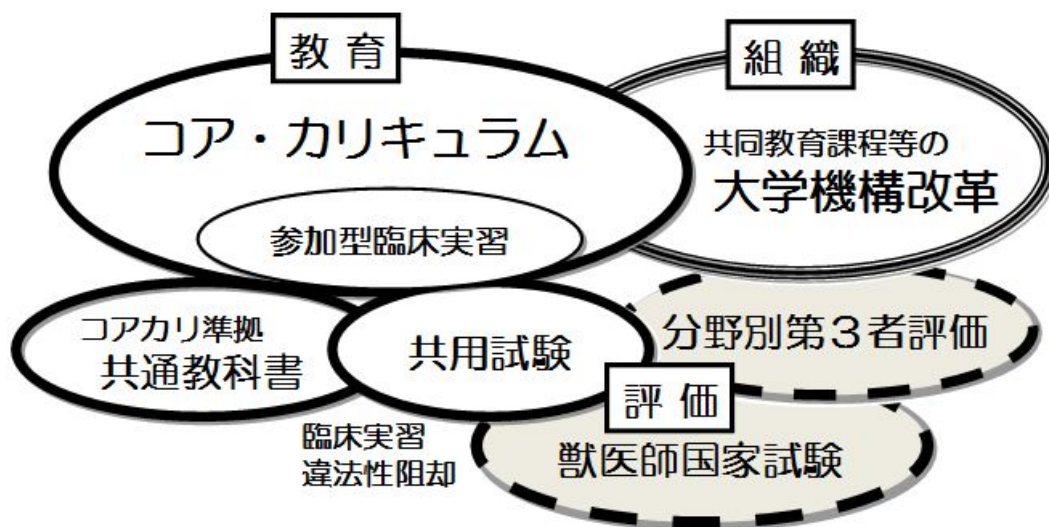 教 育
組 織
コア・カリキュラム
共同教育課程等の
大学機構改革
参加型臨床実習
コアカリ準拠
共通教科書
共用試験
分野別第３者評価
評 価
臨床実習
違法性阻却
獣医師国家試験